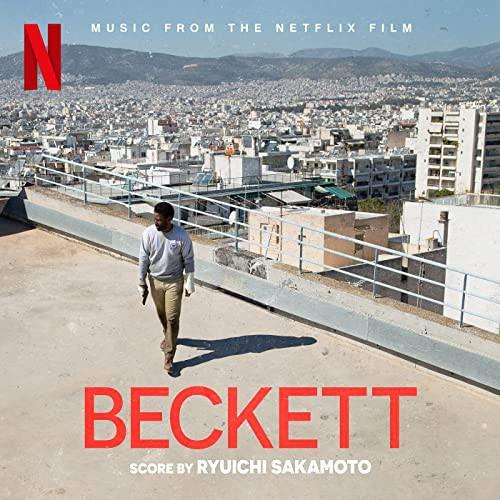 N
MUSIC FROM THE NETFLIX FILM
BECKETT
SCORE BY RYUICHI SAKAMOTO